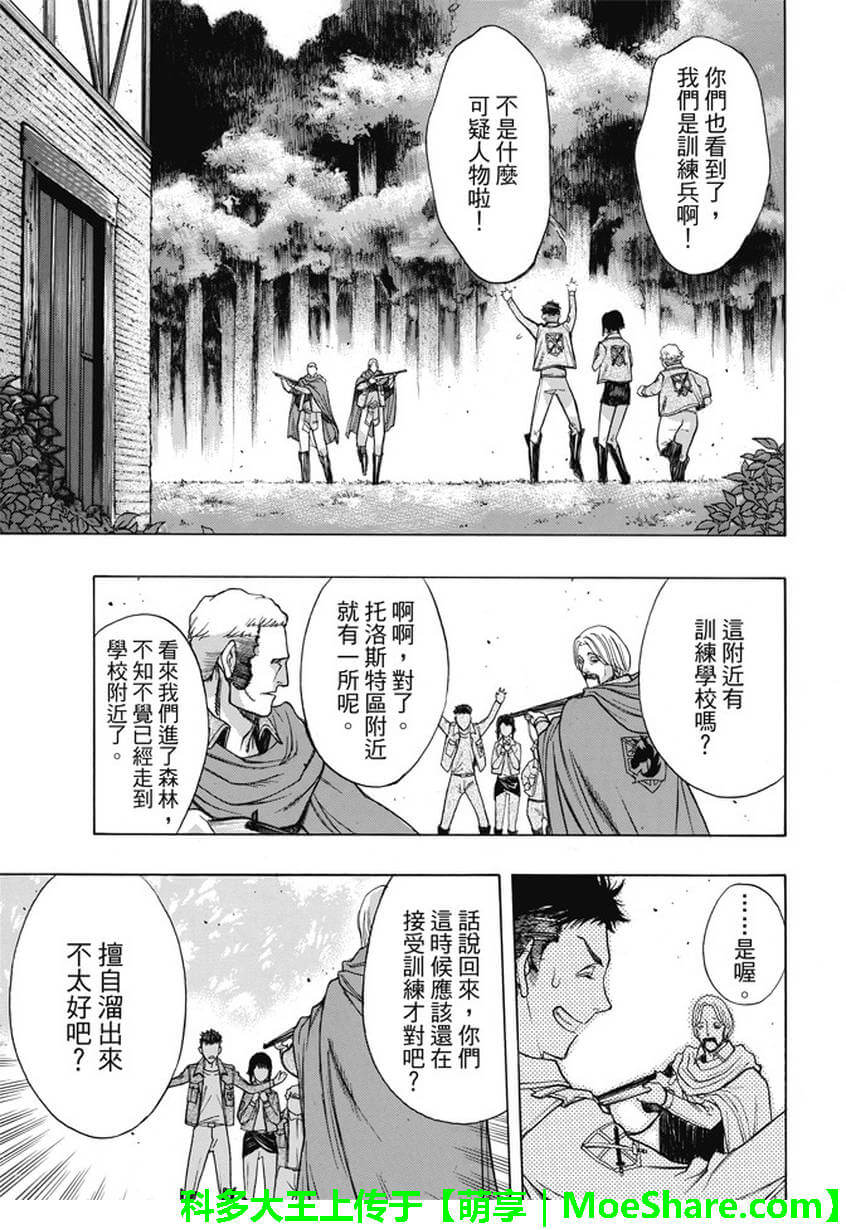 你們也看到了，
我們是訓練兵啊！
不是什麼
可疑人物啦！
這附近有
訓練學校嗎？
啊啊，對了。
托洛斯特區附近
就有一所呢。
看來我們進了森林，
不知不覺已經走到
學校附近了。
……是喔。
話說回來，你們
這時候應該還在
接受訓練才對吧？
擅自溜出來
不太好吧？
科多大王上传于【萌享】MoeShare.com】